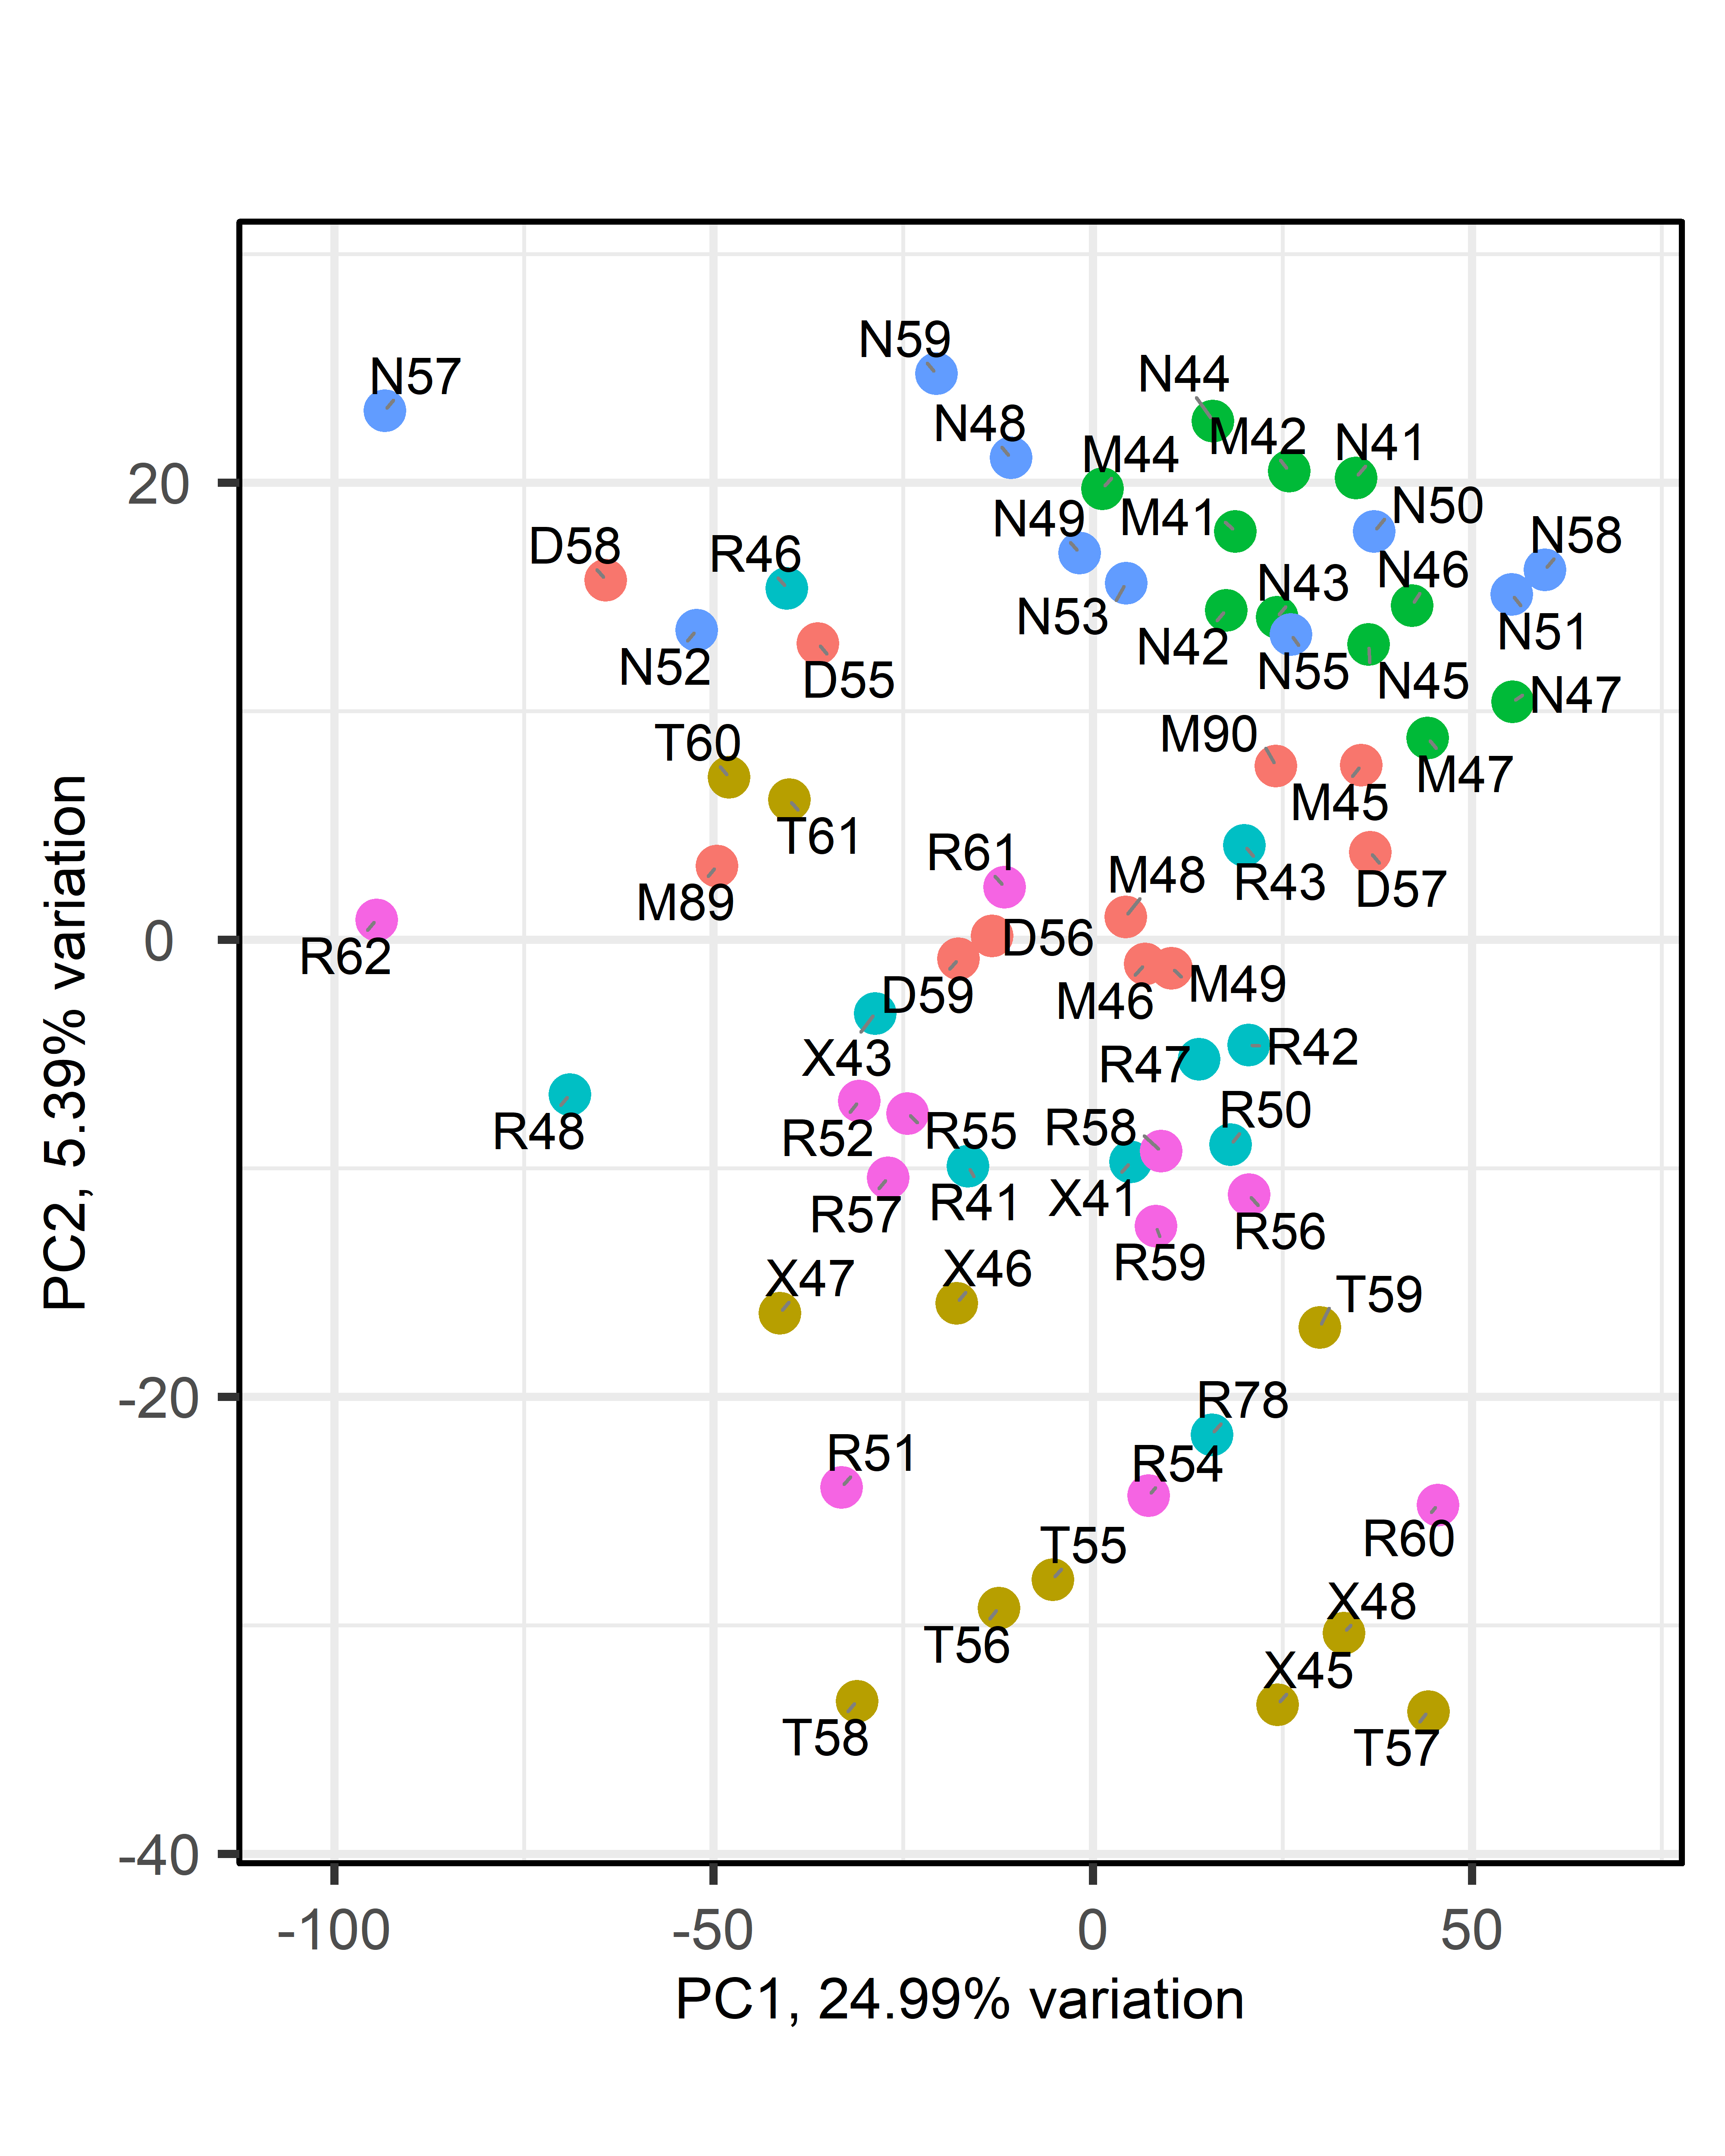 N59
N44
N57
N48
M42
N41
M44
N50
N49
M41
N58
D58
R46
N46
N43
N53
N51
N42
N52
N55
D55
N45
N47
M90
T60
M47
M45
T61
R61
M48
R43
D57
M89
D56
R62
D59
M49
M46
R42
X43
R47
R50
R58
R48
R55
R52
X41
R41
R57
R56
R59
X46
X47
T59
R78
R51
R54
R60
T55
X48
T56
X45
T58
T57
20
0
-20
-40
PC2, 5.39% variation
-100 -50 0 50
PC1, 24.99% variation